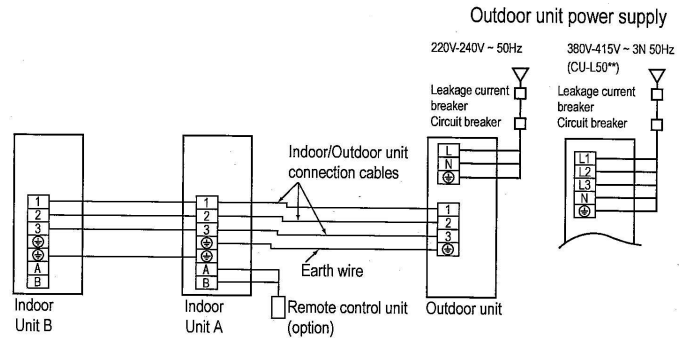 Outdoor unit power supply
220V-240V ~ 50Hz
380V-415V ~ 3N 50Hz
(CU-L50**)
Leakage current
breaker
Circuit breaker
Leakage current
breaker
Circuit breaker
Indoor/Outdoor unit
connection cables
L
N
L1
L2
L3
N
1
2
3
A
B
1
2
3
A
B
1
2
3
Earth wire
Indoor
Unit B
Indoor
Unit A
Remote control unit
(option)
Outdoor unit